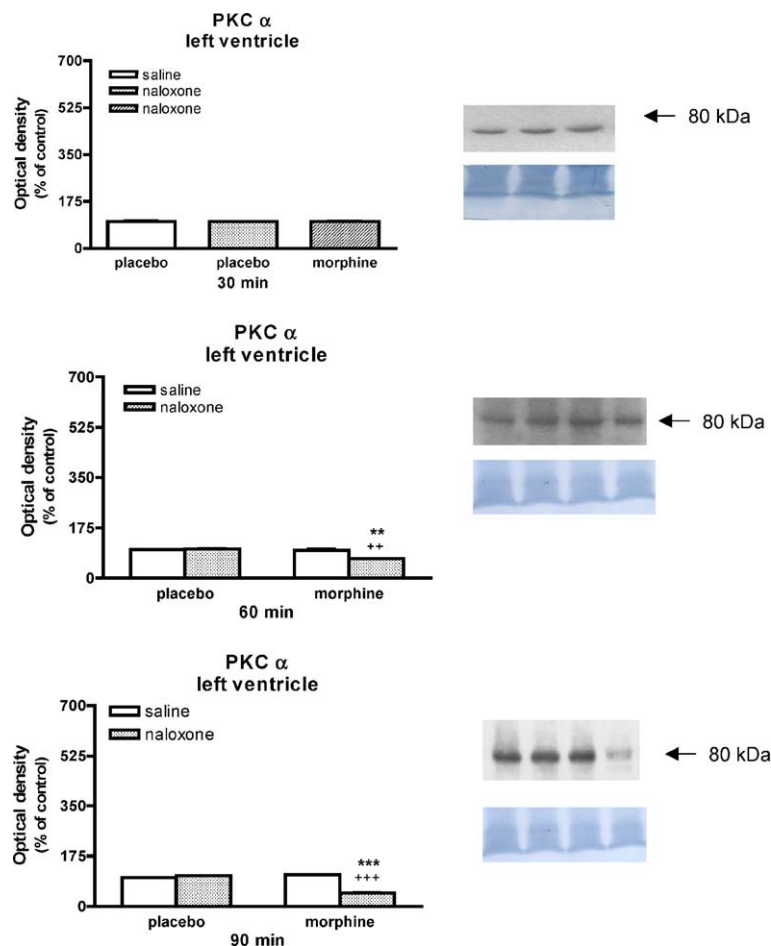 PKC α
left ventricle
700
525
350
175
0
Optical density
(% of control)
saline
naloxone
naloxone
placebo
placebo
morphine
30 min
80 kDa
PKC α
left ventricle
700
525
350
175
0
Optical density
(% of control)
saline
naloxone
**
++
placebo
morphine
60 min
80 kDa
PKC α
left ventricle
700
525
350
175
0
Optical density
(% of control)
saline
naloxone
***
+++
placebo
morphine
90 min
80 kDa